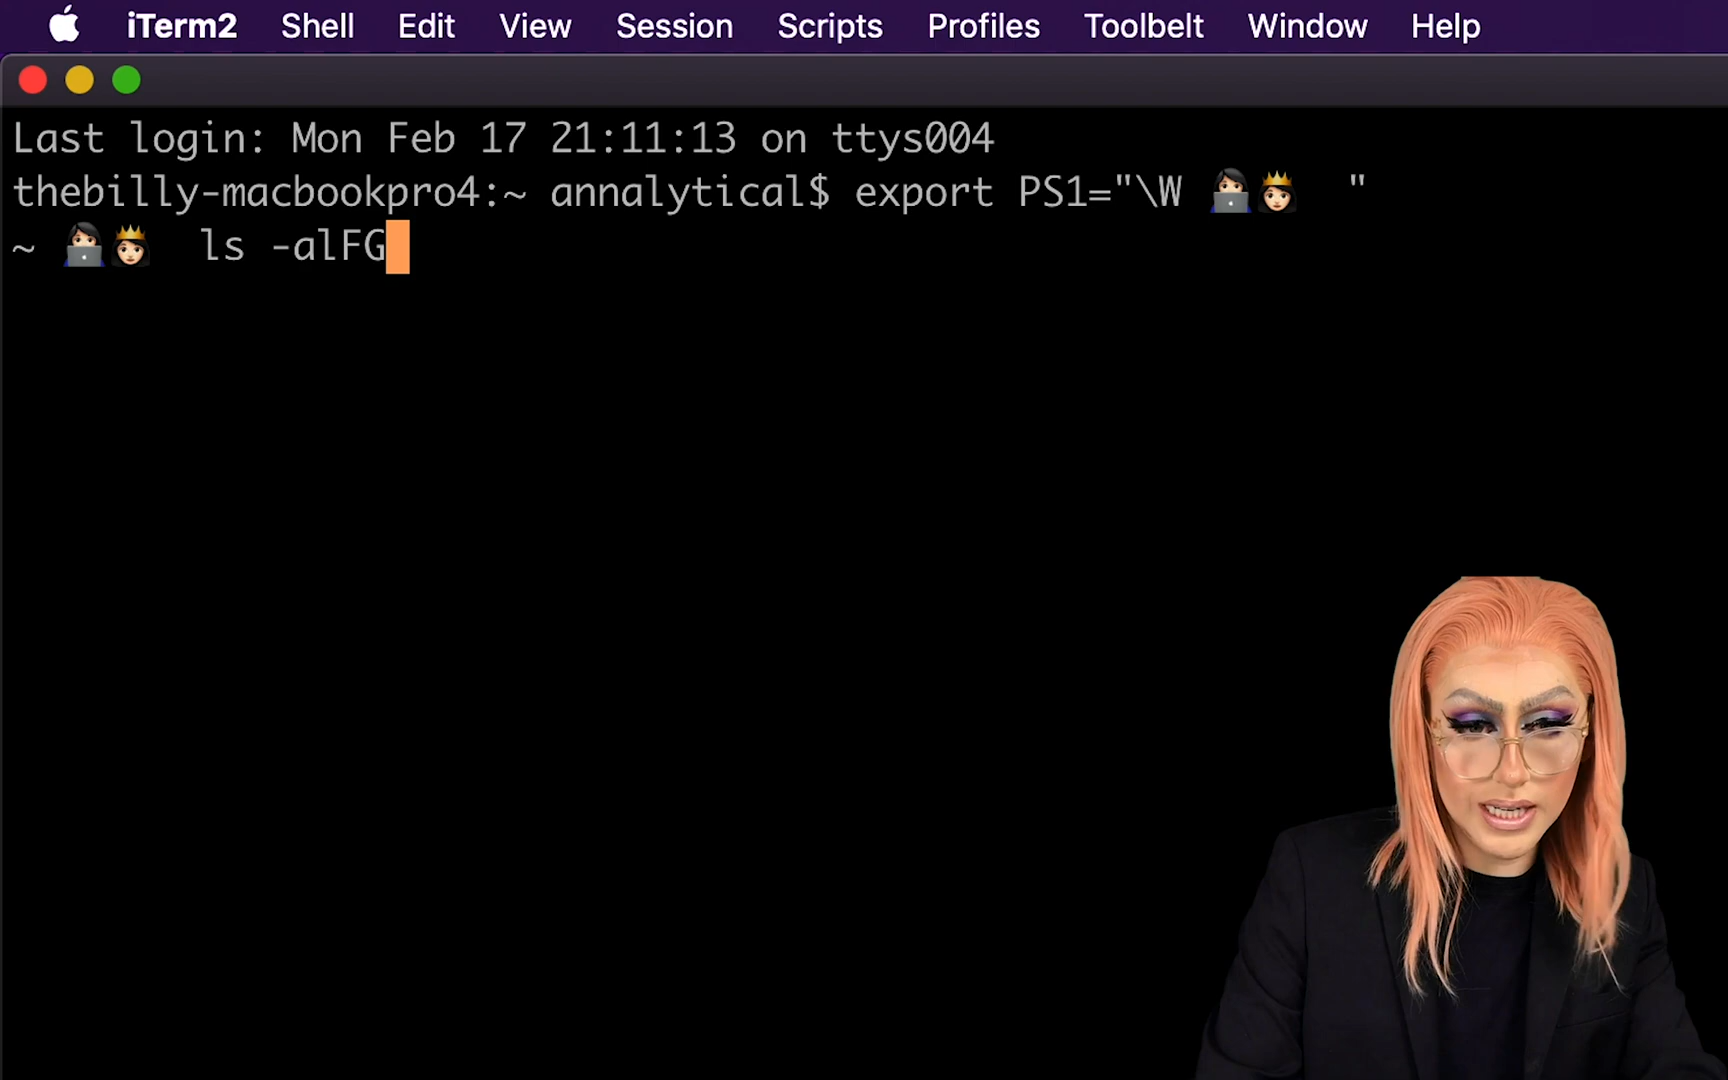 iTerm2 Shell Edit View Session Scripts Profiles Toolbelt Window Help
Last login: Mon Feb 17 21:11:13 on ttys004
thebilly-macbookpro4:~ annalytical$ export PS1="\W 👩🏻‍💻👸🏻  "
~ 👩🏻‍💻👸🏻  ls -alFG